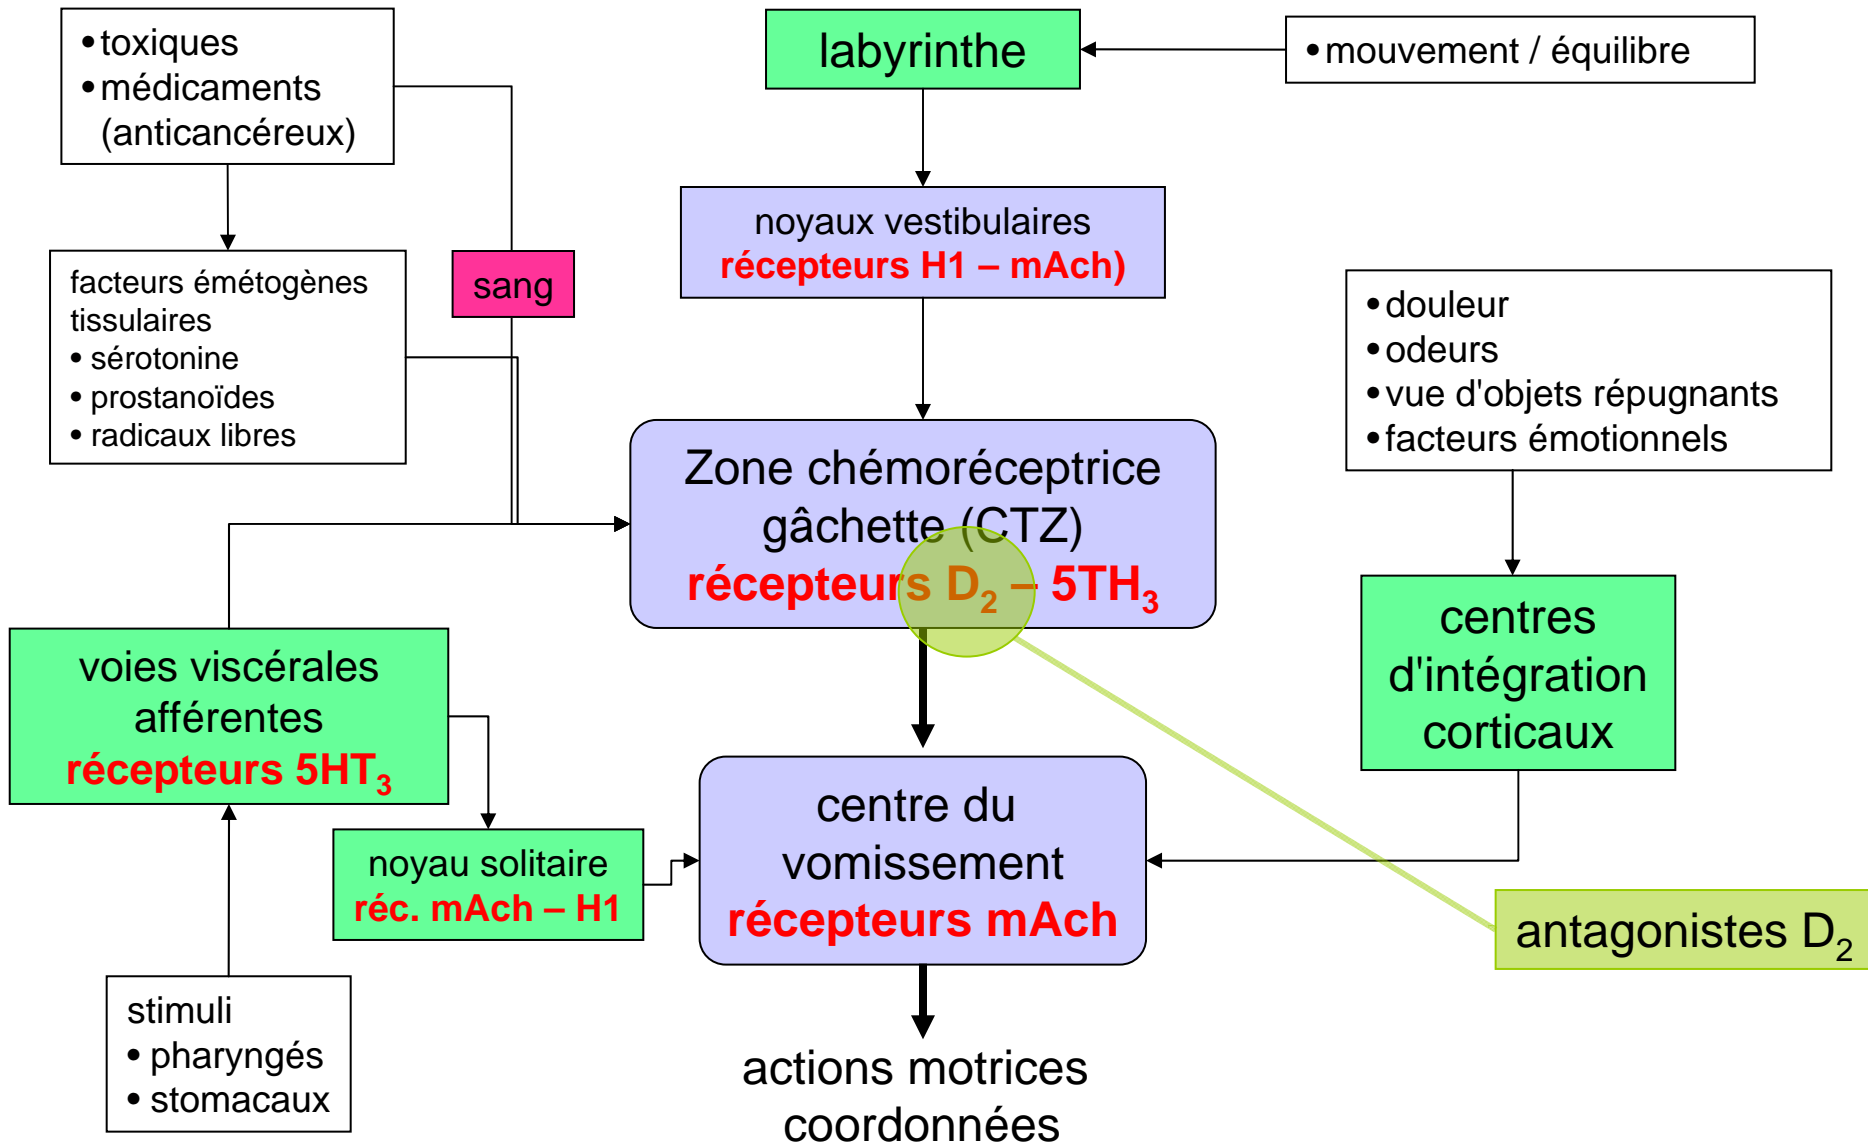 • toxiques
• médicaments
(anticancéreux)
labyrinthe
• mouvement / équilibre
noyaux vestibulaires
récepteurs H1 – mAch)
facteurs émétogènes
tissulaires
• sérotonine
• prostanoïdes
• radicaux libres
sang
• douleur
• odeurs
• vue d'objets répugnants
• facteurs émotionnels
Zone chémoréceptrice
gâchette (CTZ)
récepteurs D₂ – 5TH₃
centres
d'intégration
corticaux
voies viscérales
afférentes
récepteurs 5HT₃
noyau solitaire
réc. mAch – H1
centre du
vomissement
récepteurs mAch
antagonistes D₂
stimuli
• pharyngés
• stomacaux
actions motrices
coordonnées